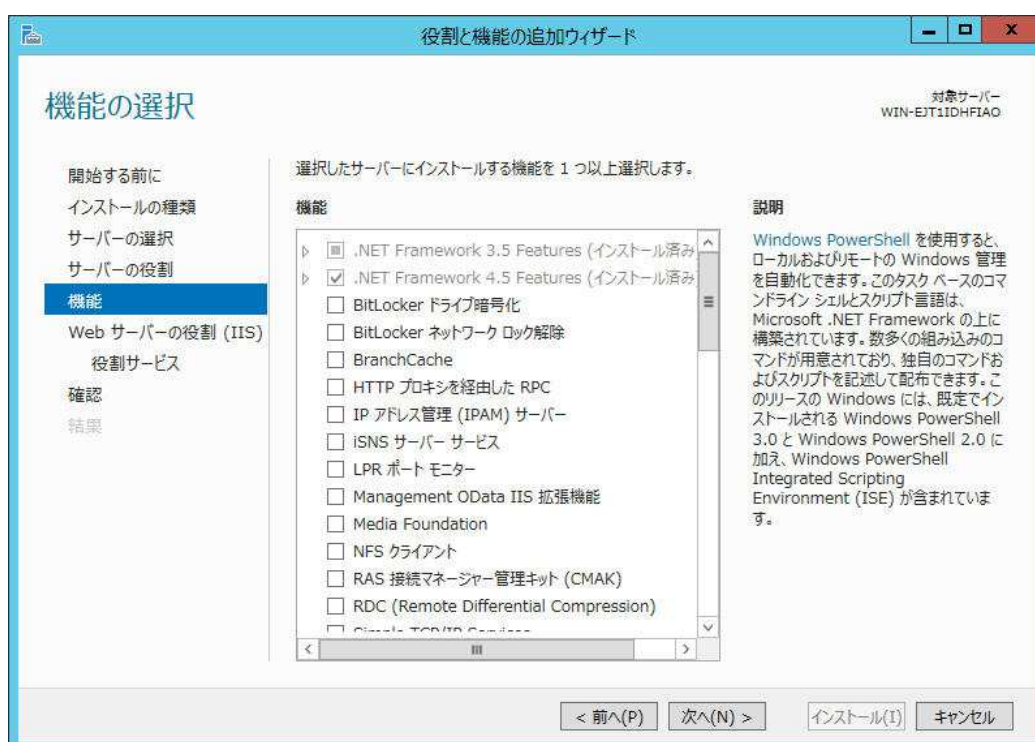 役割と機能の追加ウィザード
機能の選択
対象サーバー
WIN-EJT1IDHFIAO
開始する前に
インストールの種類
サーバーの選択
サーバーの役割
機能
Web サーバーの役割 (IIS)
役割サービス
確認
結果
選択したサーバーにインストールする機能を 1 つ以上選択します。
機能
.NET Framework 3.5 Features (インストール済み
.NET Framework 4.5 Features (インストール済み
BitLocker ドライブ暗号化
BitLocker ネットワーク ロック解除
BranchCache
HTTP プロキシを経由した RPC
IP アドレス管理 (IPAM) サーバー
iSNS サーバー サービス
LPR ポート モニター
Management OData IIS 拡張機能
Media Foundation
NFS クライアント
RAS 接続マネージャー管理キット (CMAK)
RDC (Remote Differential Compression)
Simple TCP/IP Services
説明
Windows PowerShell を使用すると、
ローカルおよびリモートの Windows 管理
を自動化できます。このタスク ベースのコマ
ンドライン シェルとスクリプト言語は、
Microsoft .NET Framework の上に
構築されています。数多くの組み込みのコ
マンドが用意されており、独自のコマンドお
よびスクリプトを記述して配布できます。こ
のリリースの Windows には、既定でイン
ストールされる Windows PowerShell
3.0 と Windows PowerShell 2.0 に
加え、Windows PowerShell
Integrated Scripting
Environment (ISE) が含まれていま
す。
< 前へ(P)
次へ(N) >
インストール(I)
キャンセル